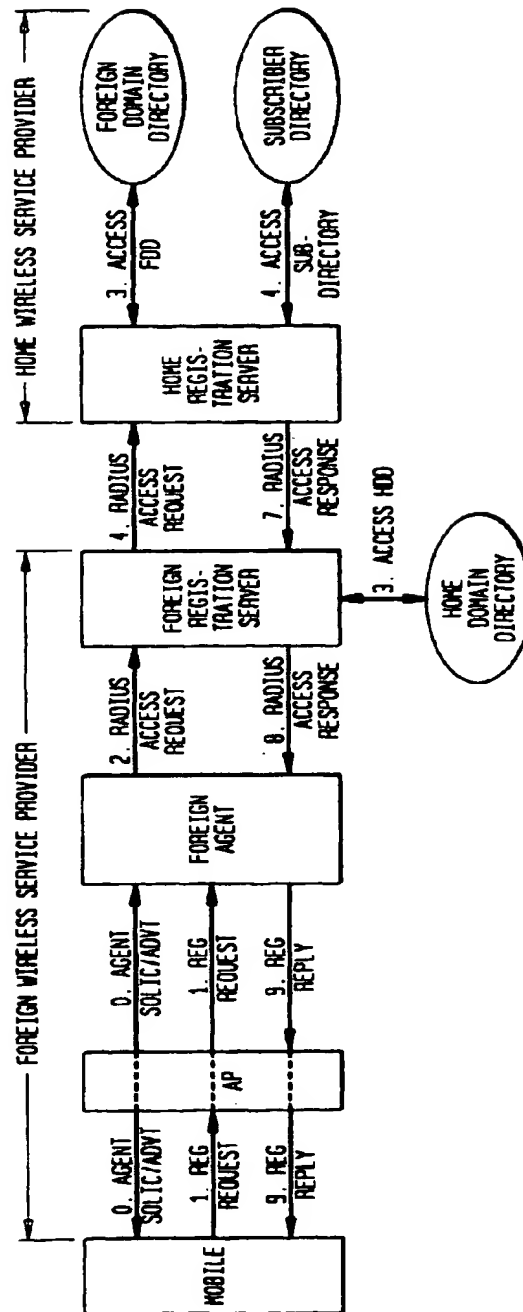 FOREIGN WIRELESS SERVICE PROVIDER
HOME WIRELESS SERVICE PROVIDER
MOBILE
0. AGENT
SOLIC/ADVT
1. REG
REQUEST
9. REG
REPLY
AP
0. AGENT
SOLIC/ADVT
1. REG
REQUEST
9. REG
REPLY
FOREIGN
AGENT
2. RADIUS
ACCESS
REQUEST
8. RADIUS
ACCESS
RESPONSE
FOREIGN
REGIS-
TRATION
SERVER
3. ACCESS HDD
HOME
DOMAIN
DIRECTORY
4. RADIUS
ACCESS
REQUEST
7. RADIUS
ACCESS
RESPONSE
HOME
REGIS-
TRATION
SERVER
3. ACCESS
FDD
4. ACCESS
SUB-
DIRECTORY
FOREIGN
DOMAIN
DIRECTORY
SUBSCRIBER
DIRECTORY